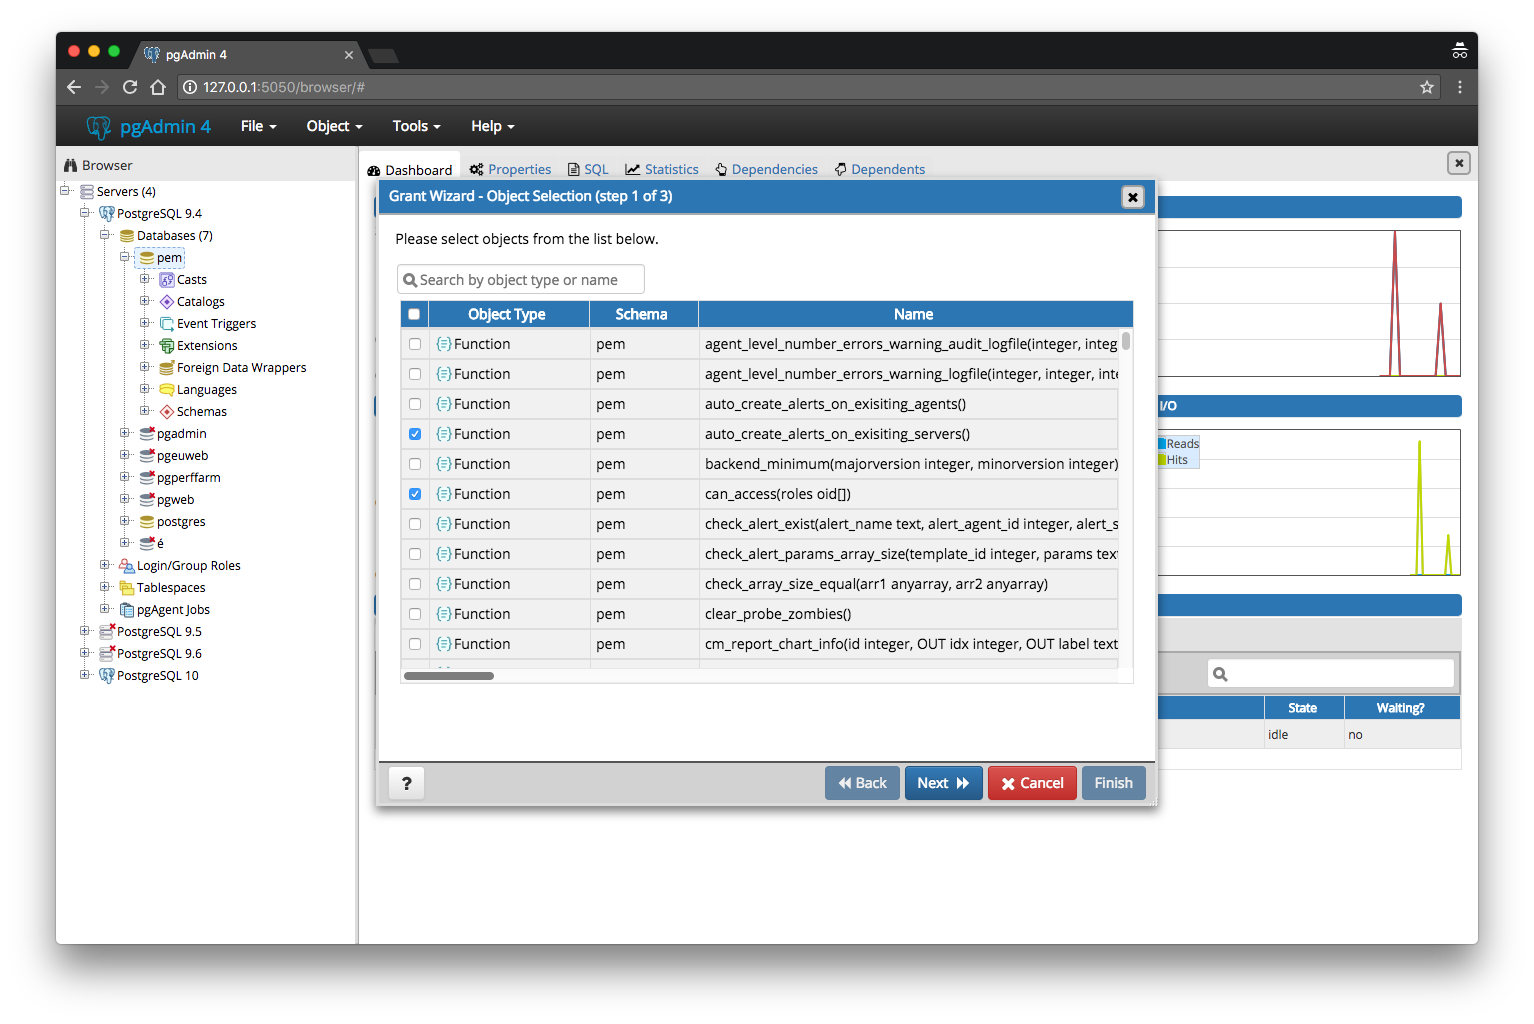 pgAdmin 4
127.0.0.1:5050/browser/#
pgAdmin 4 File Object Tools Help
Browser
Servers (4)
PostgreSQL 9.4
Databases (7)
pem
Casts
Catalogs
Event Triggers
Extensions
Foreign Data Wrappers
Languages
Schemas
pgadmin
pgeuweb
pgperffarm
pgweb
postgres
é
Login/Group Roles
Tablespaces
pgAgent Jobs
PostgreSQL 9.5
PostgreSQL 9.6
PostgreSQL 10
Dashboard Properties SQL Statistics Dependencies Dependents
Grant Wizard - Object Selection (step 1 of 3)
Please select objects from the list below.
Search by object type or name
Object Type Schema Name
Function pem agent_level_number_errors_warning_audit_logfile(integer, integ
Function pem agent_level_number_errors_warning_logfile(integer, integer, inte
Function pem auto_create_alerts_on_exisiting_agents()
Function pem auto_create_alerts_on_exisiting_servers()
Function pem backend_minimum(majorversion integer, minorversion integer)
Function pem can_access(roles oid[])
Function pem check_alert_exist(alert_name text, alert_agent_id integer, alert_s
Function pem check_alert_params_array_size(template_id integer, params text
Function pem check_array_size_equal(arr1 anyarray, arr2 anyarray)
Function pem clear_probe_zombies()
Function pem cm_report_chart_info(id integer, OUT idx integer, OUT label text
? Back Next Cancel Finish
I/O
Reads
Hits
State Waiting?
idle no